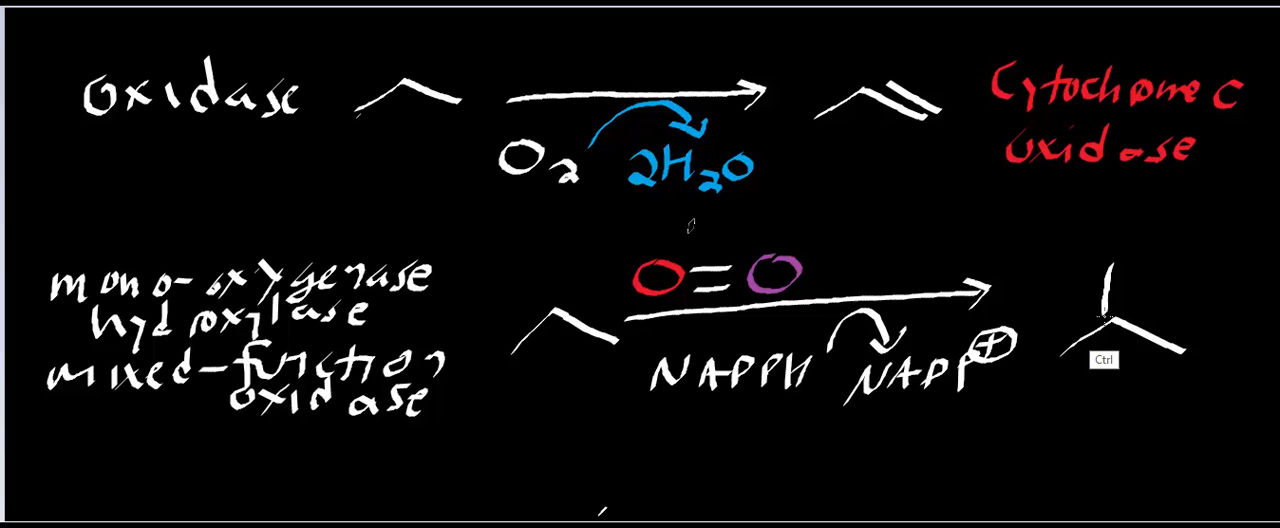 oxidase
O2
2H2O
Cytochrome C
oxidase
mono-oxygenase
hydroxylase
mixed-function
oxidase
O=O
NADPH
NADP+
Ctrl